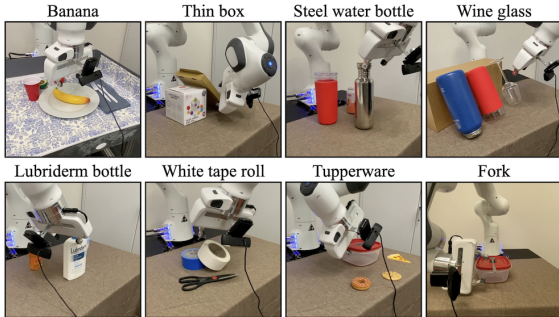 Banana
Thin box
Steel water bottle
Wine glass
Lubriderm bottle
White tape roll
Tupperware
Fork
Lubriderm